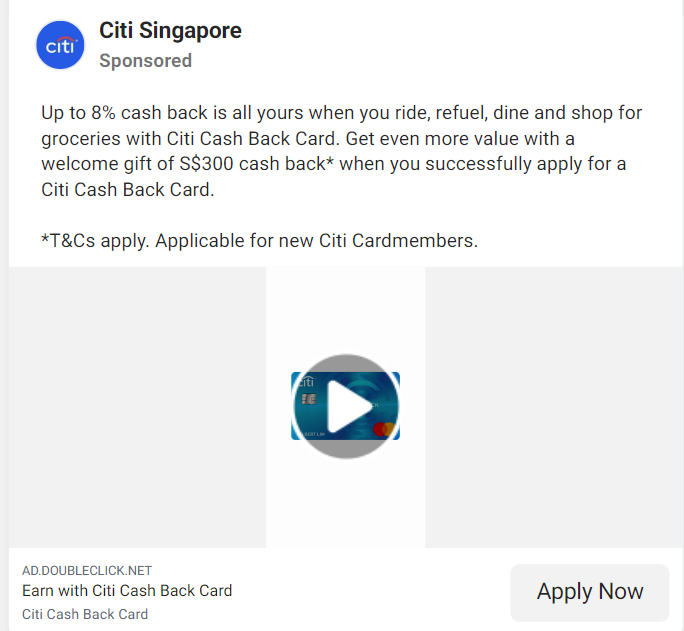 citi
Citi Singapore
Sponsored
Up to 8% cash back is all yours when you ride, refuel, dine and shop for
groceries with Citi Cash Back Card. Get even more value with a
welcome gift of S$300 cash back* when you successfully apply for a
Citi Cash Back Card.
*T&Cs apply. Applicable for new Citi Cardmembers.
citi
AD.DOUBLECLICK.NET
Earn with Citi Cash Back Card
Citi Cash Back Card
Apply Now